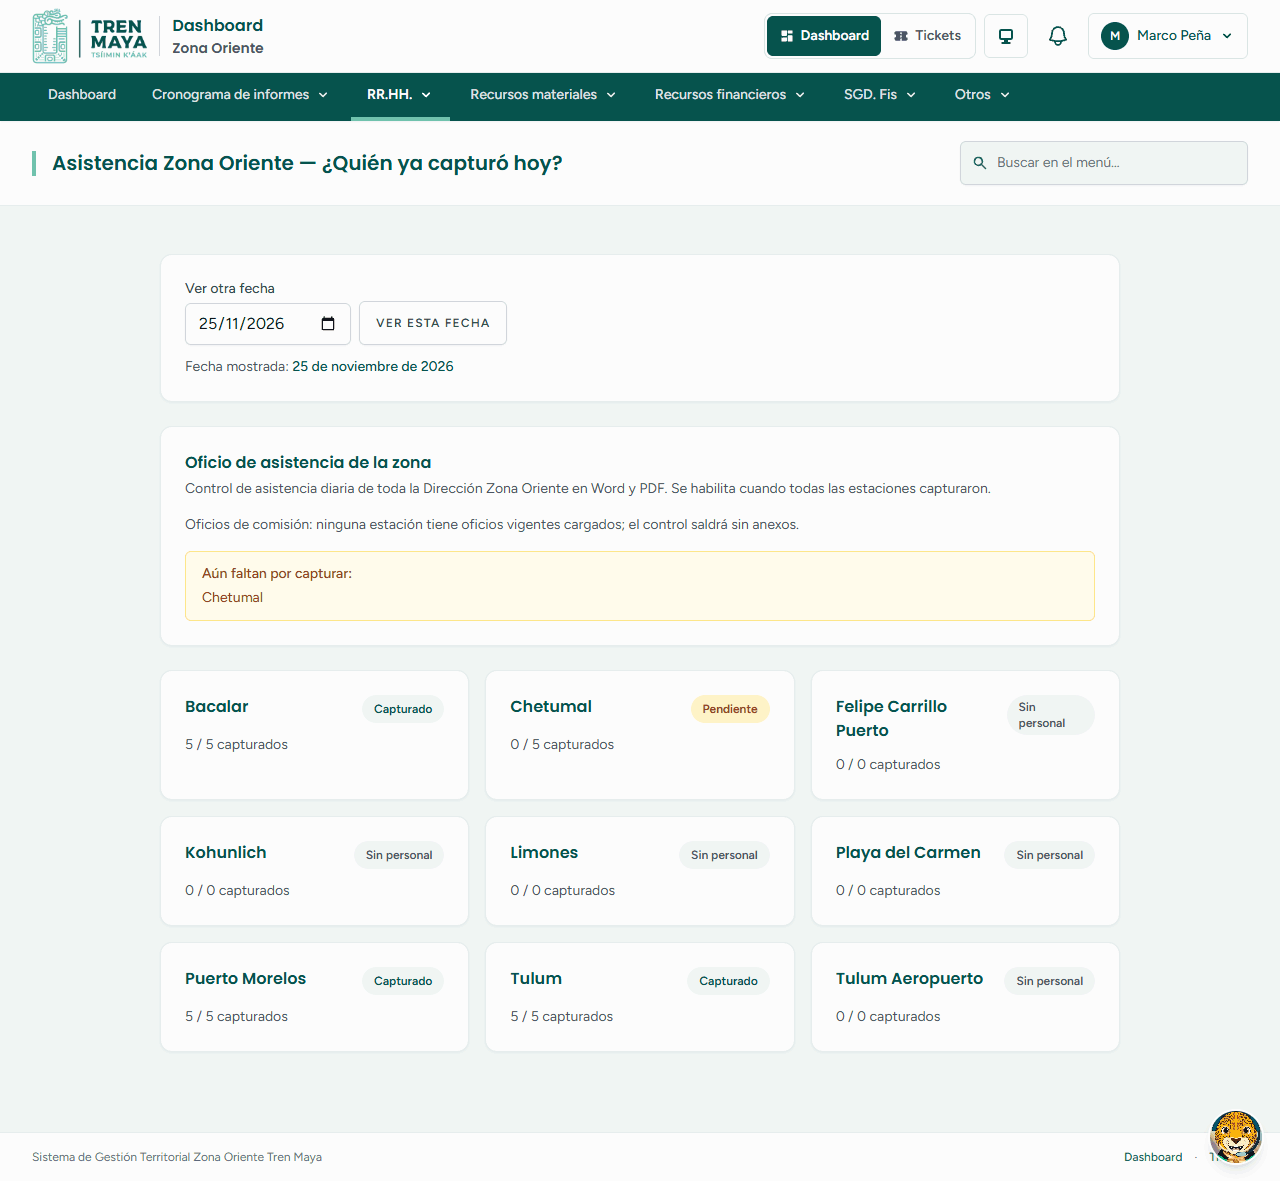 TREN
MAYA
TSÍIMIN K'ÁAK
Dashboard
Zona Oriente
Dashboard
Tickets
M
Marco Peña
Dashboard
Cronograma de informes
RR.HH.
Recursos materiales
Recursos financieros
SGD. Fis
Otros
Asistencia Zona Oriente — ¿Quién ya capturó hoy?
Buscar en el menú...
Ver otra fecha
25/11/2026
VER ESTA FECHA
Fecha mostrada: 25 de noviembre de 2026
Oficio de asistencia de la zona
Control de asistencia diaria de toda la Dirección Zona Oriente en Word y PDF. Se habilita cuando todas las estaciones capturaron.
Oficios de comisión: ninguna estación tiene oficios vigentes cargados; el control saldrá sin anexos.
Aún faltan por capturar:
Chetumal
Bacalar
Capturado
5 / 5 capturados
Chetumal
Pendiente
0 / 5 capturados
Felipe Carrillo
Puerto
Sin
personal
0 / 0 capturados
Kohunlich
Sin personal
0 / 0 capturados
Limones
Sin personal
0 / 0 capturados
Playa del Carmen
Sin personal
0 / 0 capturados
Puerto Morelos
Capturado
5 / 5 capturados
Tulum
Capturado
5 / 5 capturados
Tulum Aeropuerto
Sin personal
0 / 0 capturados
Sistema de Gestión Territorial Zona Oriente Tren Maya
Dashboard ·